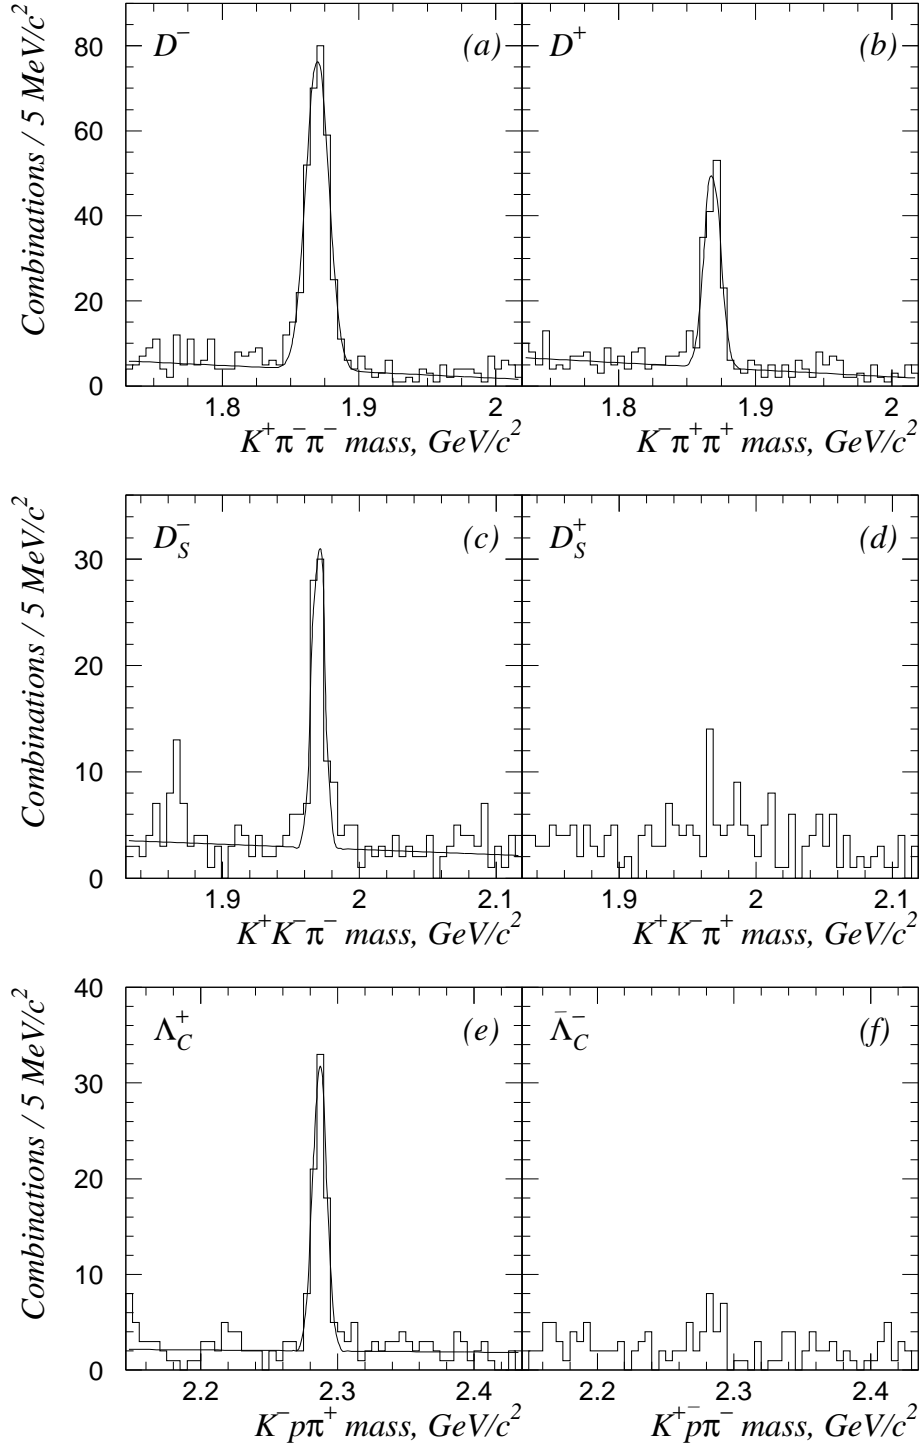 D⁻ (a) D⁺ (b)
Combinations / 5 MeV/c²
80
60
40
20
0
1.8 1.9 2 1.8 1.9 2
K⁺π⁻π⁻ mass, GeV/c² K⁻π⁺π⁺ mass, GeV/c²
D_S⁻ (c) D_S⁺ (d)
Combinations / 5 MeV/c²
30
20
10
0
1.9 2 2.1 1.9 2 2.1
K⁺K⁻π⁻ mass, GeV/c² K⁺K⁻π⁺ mass, GeV/c²
Λ_C⁺ (e) Λ̄_C⁻ (f)
Combinations / 5 MeV/c²
40
30
20
10
0
2.2 2.3 2.4 2.2 2.3 2.4
K⁻pπ⁺ mass, GeV/c² K⁺p̄π⁻ mass, GeV/c²